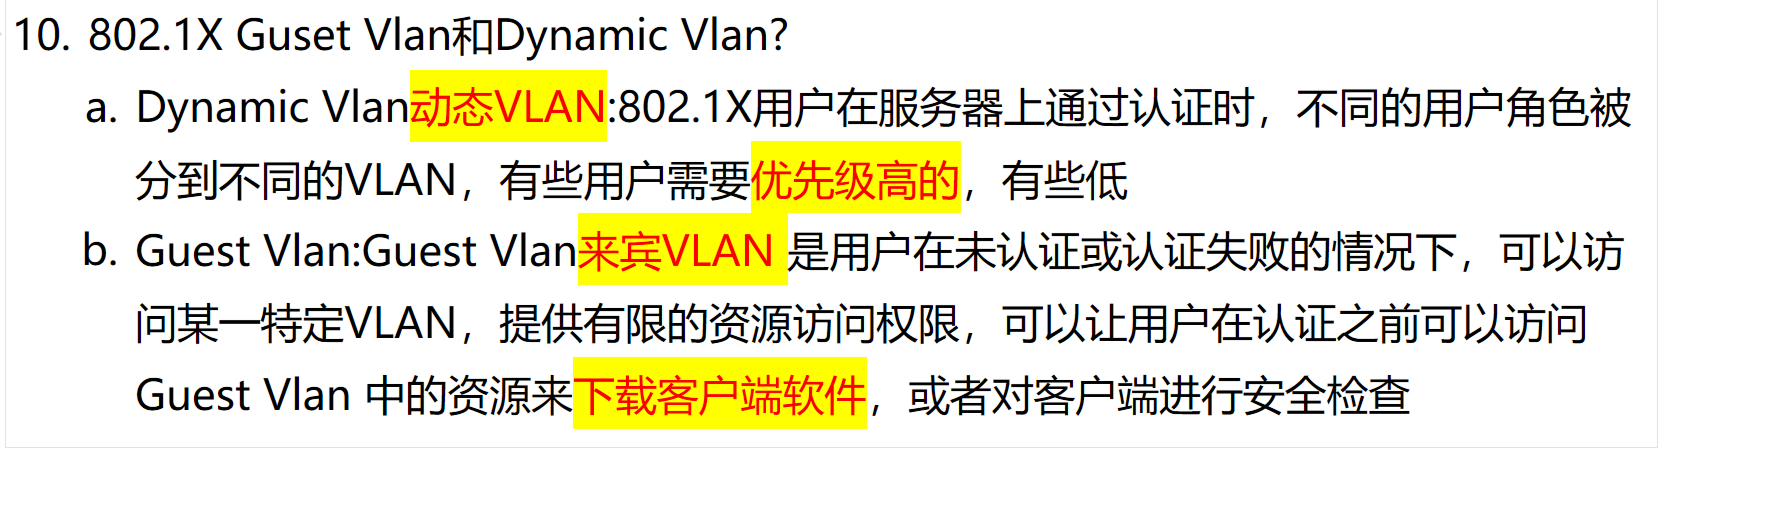 10. 802.1X Guset Vlan和Dynamic Vlan?
a. Dynamic Vlan动态VLAN:802.1X用户在服务器上通过认证时，不同的用户角色被
分到不同的VLAN，有些用户需要优先级高的，有些低
b. Guest Vlan:Guest Vlan来宾VLAN 是用户在未认证或认证失败的情况下，可以访
问某一特定VLAN，提供有限的资源访问权限，可以让用户在认证之前可以访问
Guest Vlan 中的资源来下载客户端软件，或者对客户端进行安全检查